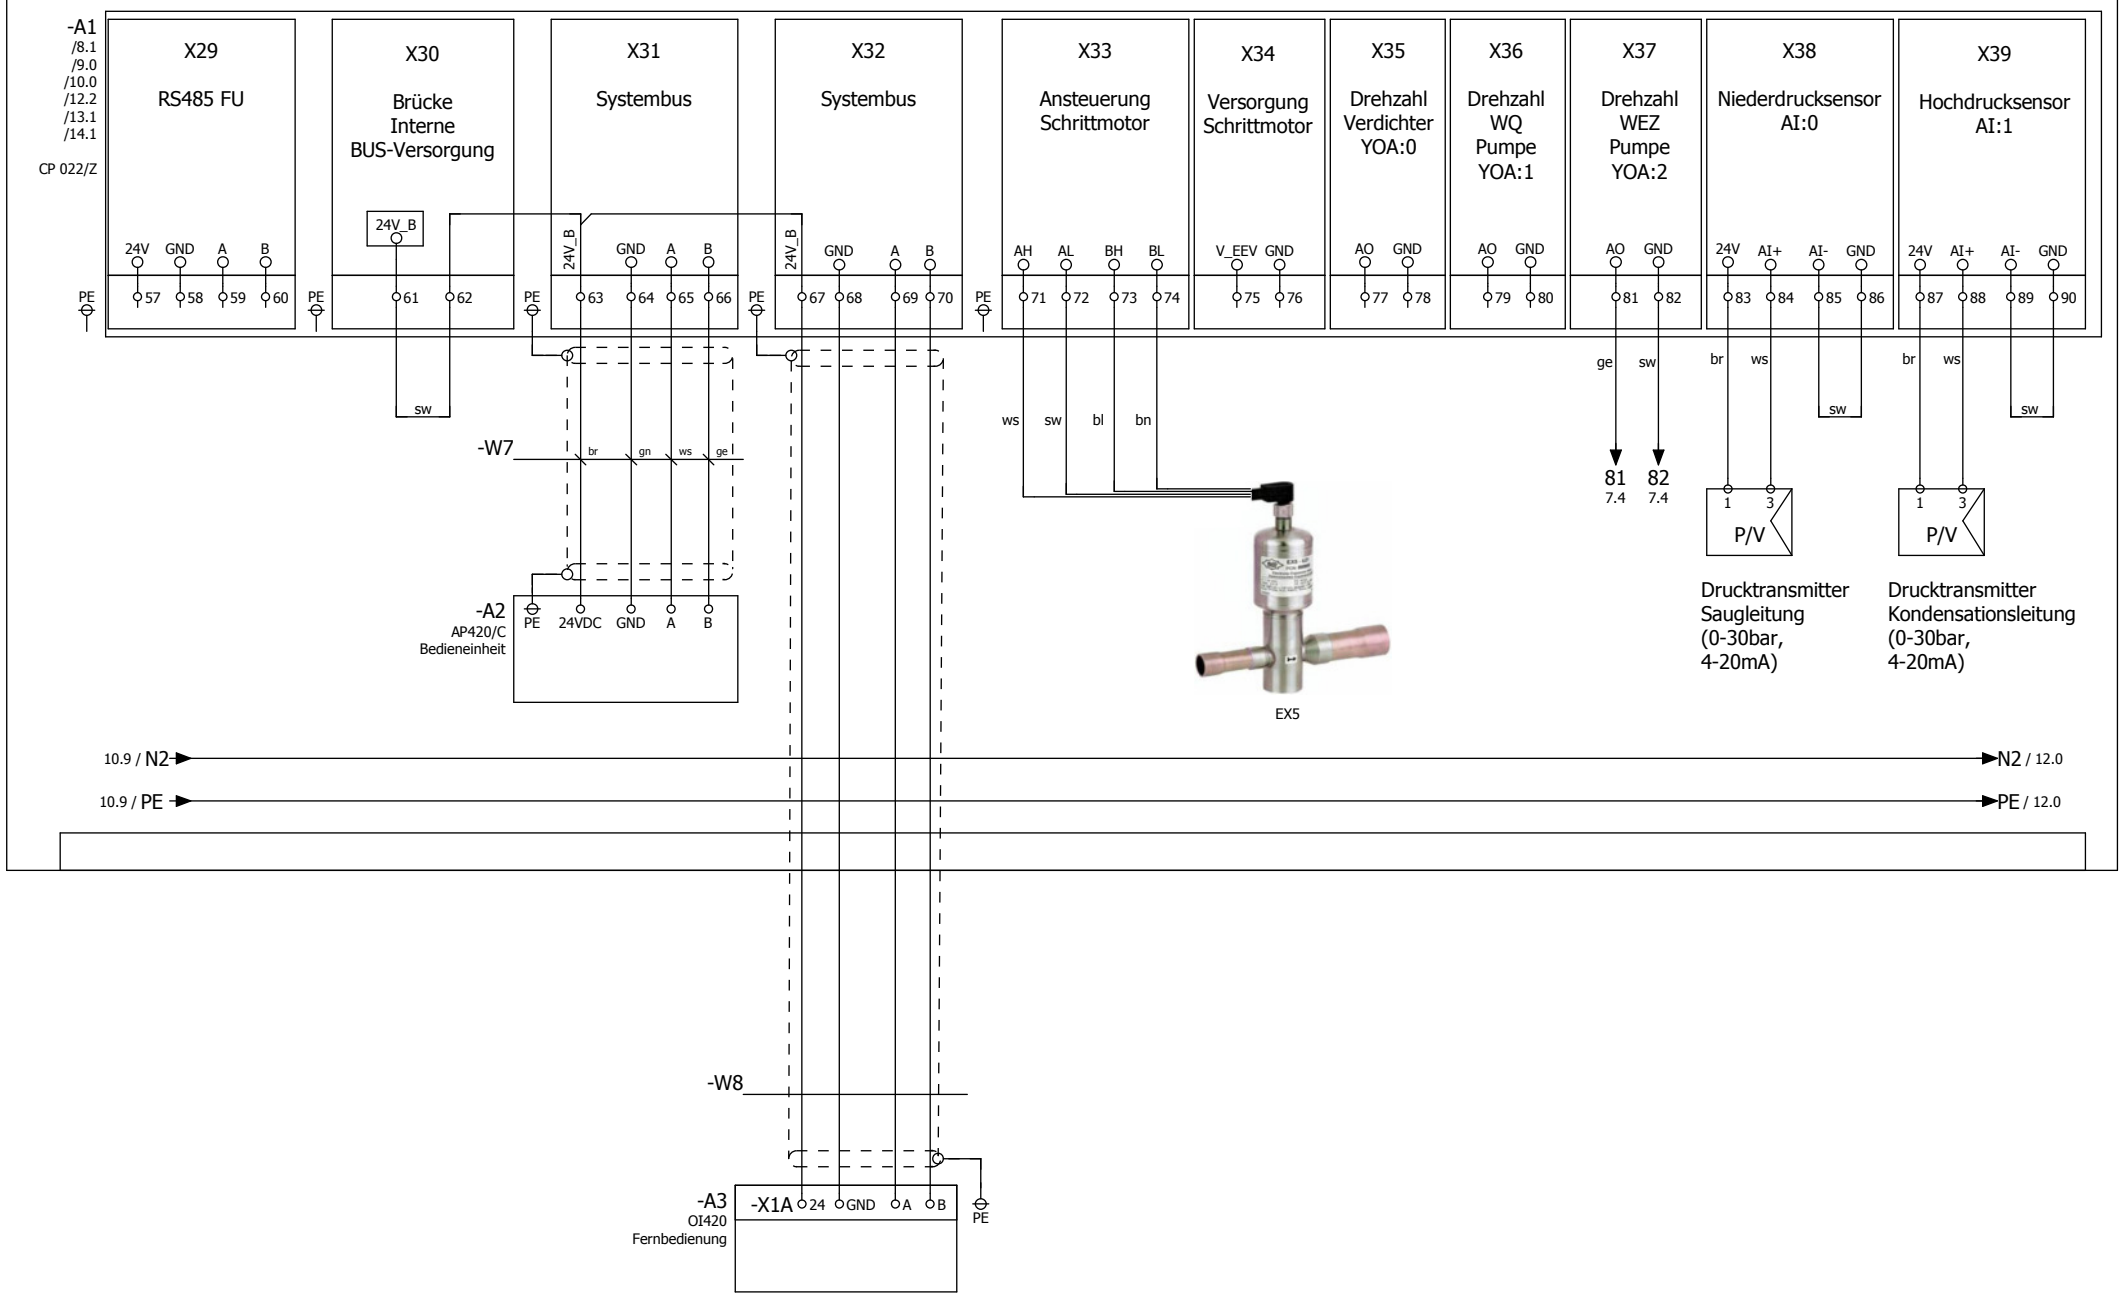 -A1
/8.1
/9.0
/10.0
/12.2
/13.1
/14.1
CP 022/Z
X29
RS485 FU
24V GND A B
PE
57 58 59 60
X30
Brücke
Interne
BUS-Versorgung
24V_B
PE
61 62
sw
X31
Systembus
24V_B
GND A B
PE
63 64 65 66
X32
Systembus
24V_B
GND A B
PE
67 68 69 70
X33
Ansteuerung
Schrittmotor
AH AL BH BL
PE
71 72 73 74
ws sw bl bn
X34
Versorgung
Schrittmotor
V_EEV GND
75 76
X35
Drehzahl
Verdichter
YOA:0
AO GND
77 78
X36
Drehzahl
WQ
Pumpe
YOA:1
AO GND
79 80
X37
Drehzahl
WEZ
Pumpe
YOA:2
AO GND
81 82
ge sw
81 82
7.4 7.4
X38
Niederdrucksensor
AI:0
24V AI+ AI- GND
83 84 85 86
br ws
sw
1 3
P/V
Drucktransmitter
Saugleitung
(0-30bar,
4-20mA)
X39
Hochdrucksensor
AI:1
24V AI+ AI- GND
87 88 89 90
br ws
sw
1 3
P/V
Drucktransmitter
Kondensationsleitung
(0-30bar,
4-20mA)
-W7
br gn ws ge
-A2
AP420/C
Bedieneinheit
PE 24VDC GND A B
EX5
10.9 / N2
N2 / 12.0
10.9 / PE
PE / 12.0
-W8
-A3
OI420
Fernbedienung
-X1A 24 GND A B
PE